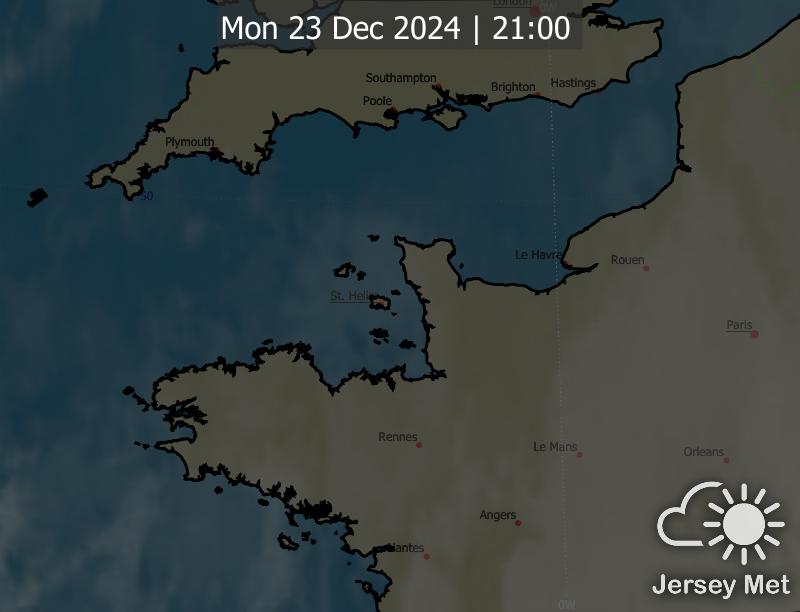 London
0W
Mon 23 Dec 2024 | 21:00
Southampton
Brighton
Hastings
Poole
Plymouth
50
Le Havre
Rouen
St. Helier
Paris
Rennes
Le Mans
Orleans
Angers
Nantes
0W
Jersey Met